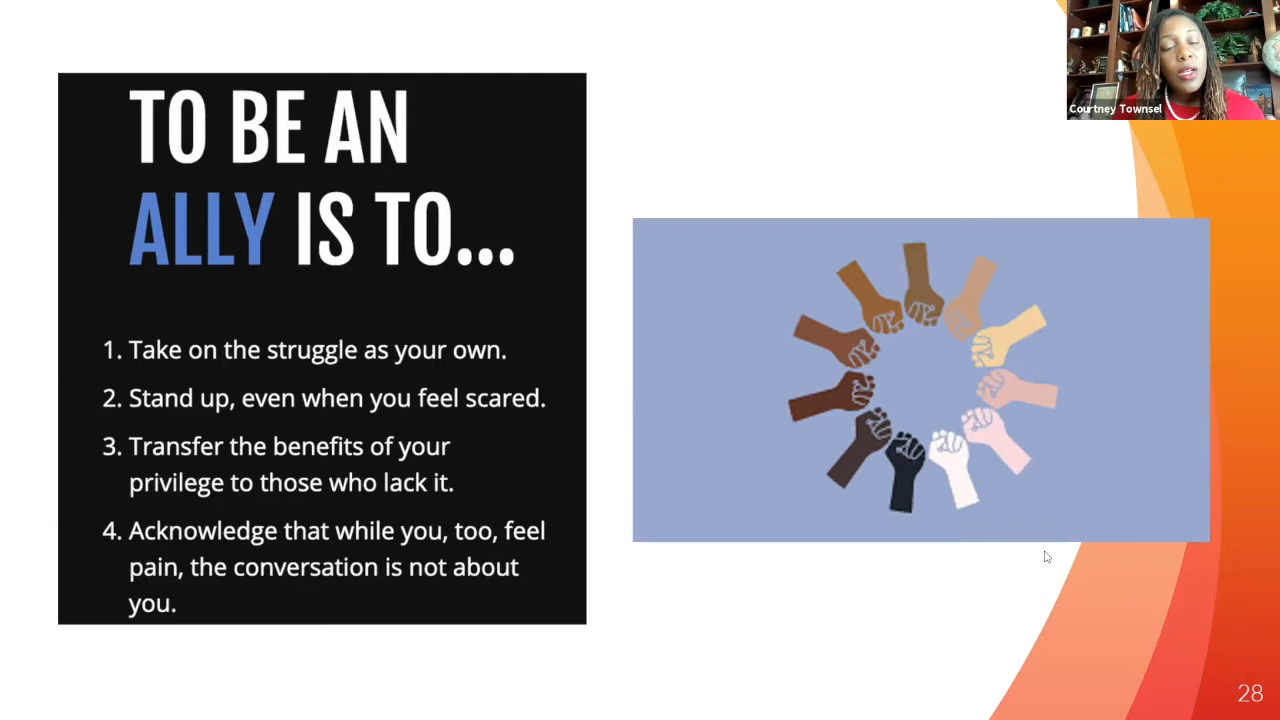 TO BE AN
ALLY IS TO...
1. Take on the struggle as your own.
2. Stand up, even when you feel scared.
3. Transfer the benefits of your
privilege to those who lack it.
4. Acknowledge that while you, too, feel
pain, the conversation is not about
you.
Courtney Townsel
28